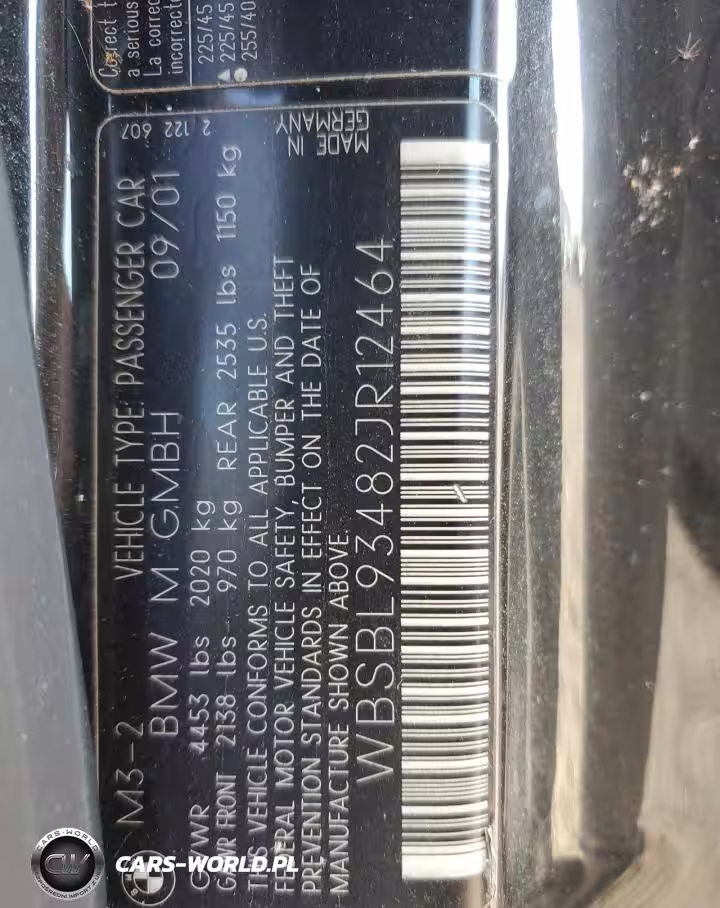 Correct t
a serious
La correc
incorrecte
225/45
225/45
255/40
M3-2 VEHICLE TYPE: PASSENGER CAR 2 122 607
BMW M GMBH 09/01
GVWR 4453 lbs 2020 kg
GAWR FRONT 2138 lbs 970 kg REAR 2535 lbs 1150 kg
THIS VEHICLE CONFORMS TO ALL APPLICABLE U.S.
FEDERAL MOTOR VEHICLE SAFETY, BUMPER AND THEFT
PREVENTION STANDARDS IN EFFECT ON THE DATE OF
MANUFACTURE SHOWN ABOVE.
MADE IN
GERMANY
WBSBL93482JR12464
BMW
CARS-WORLD
CW
CARS-WORLD.PL